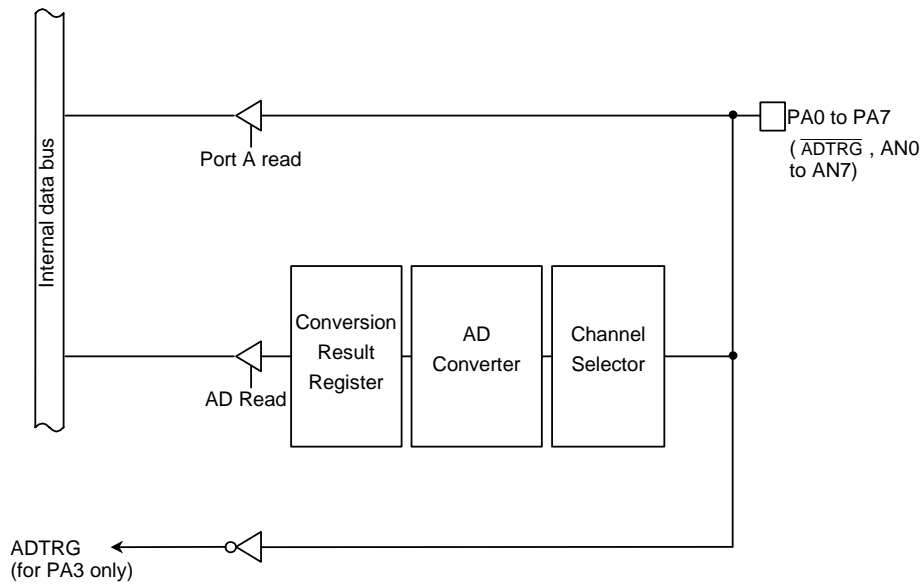 Internal data bus
Port A read
PA0 to PA7
( ADTRG , AN0
to AN7)
Conversion
Result
Register
AD
Converter
Channel
Selector
AD Read
ADTRG
(for PA3 only)